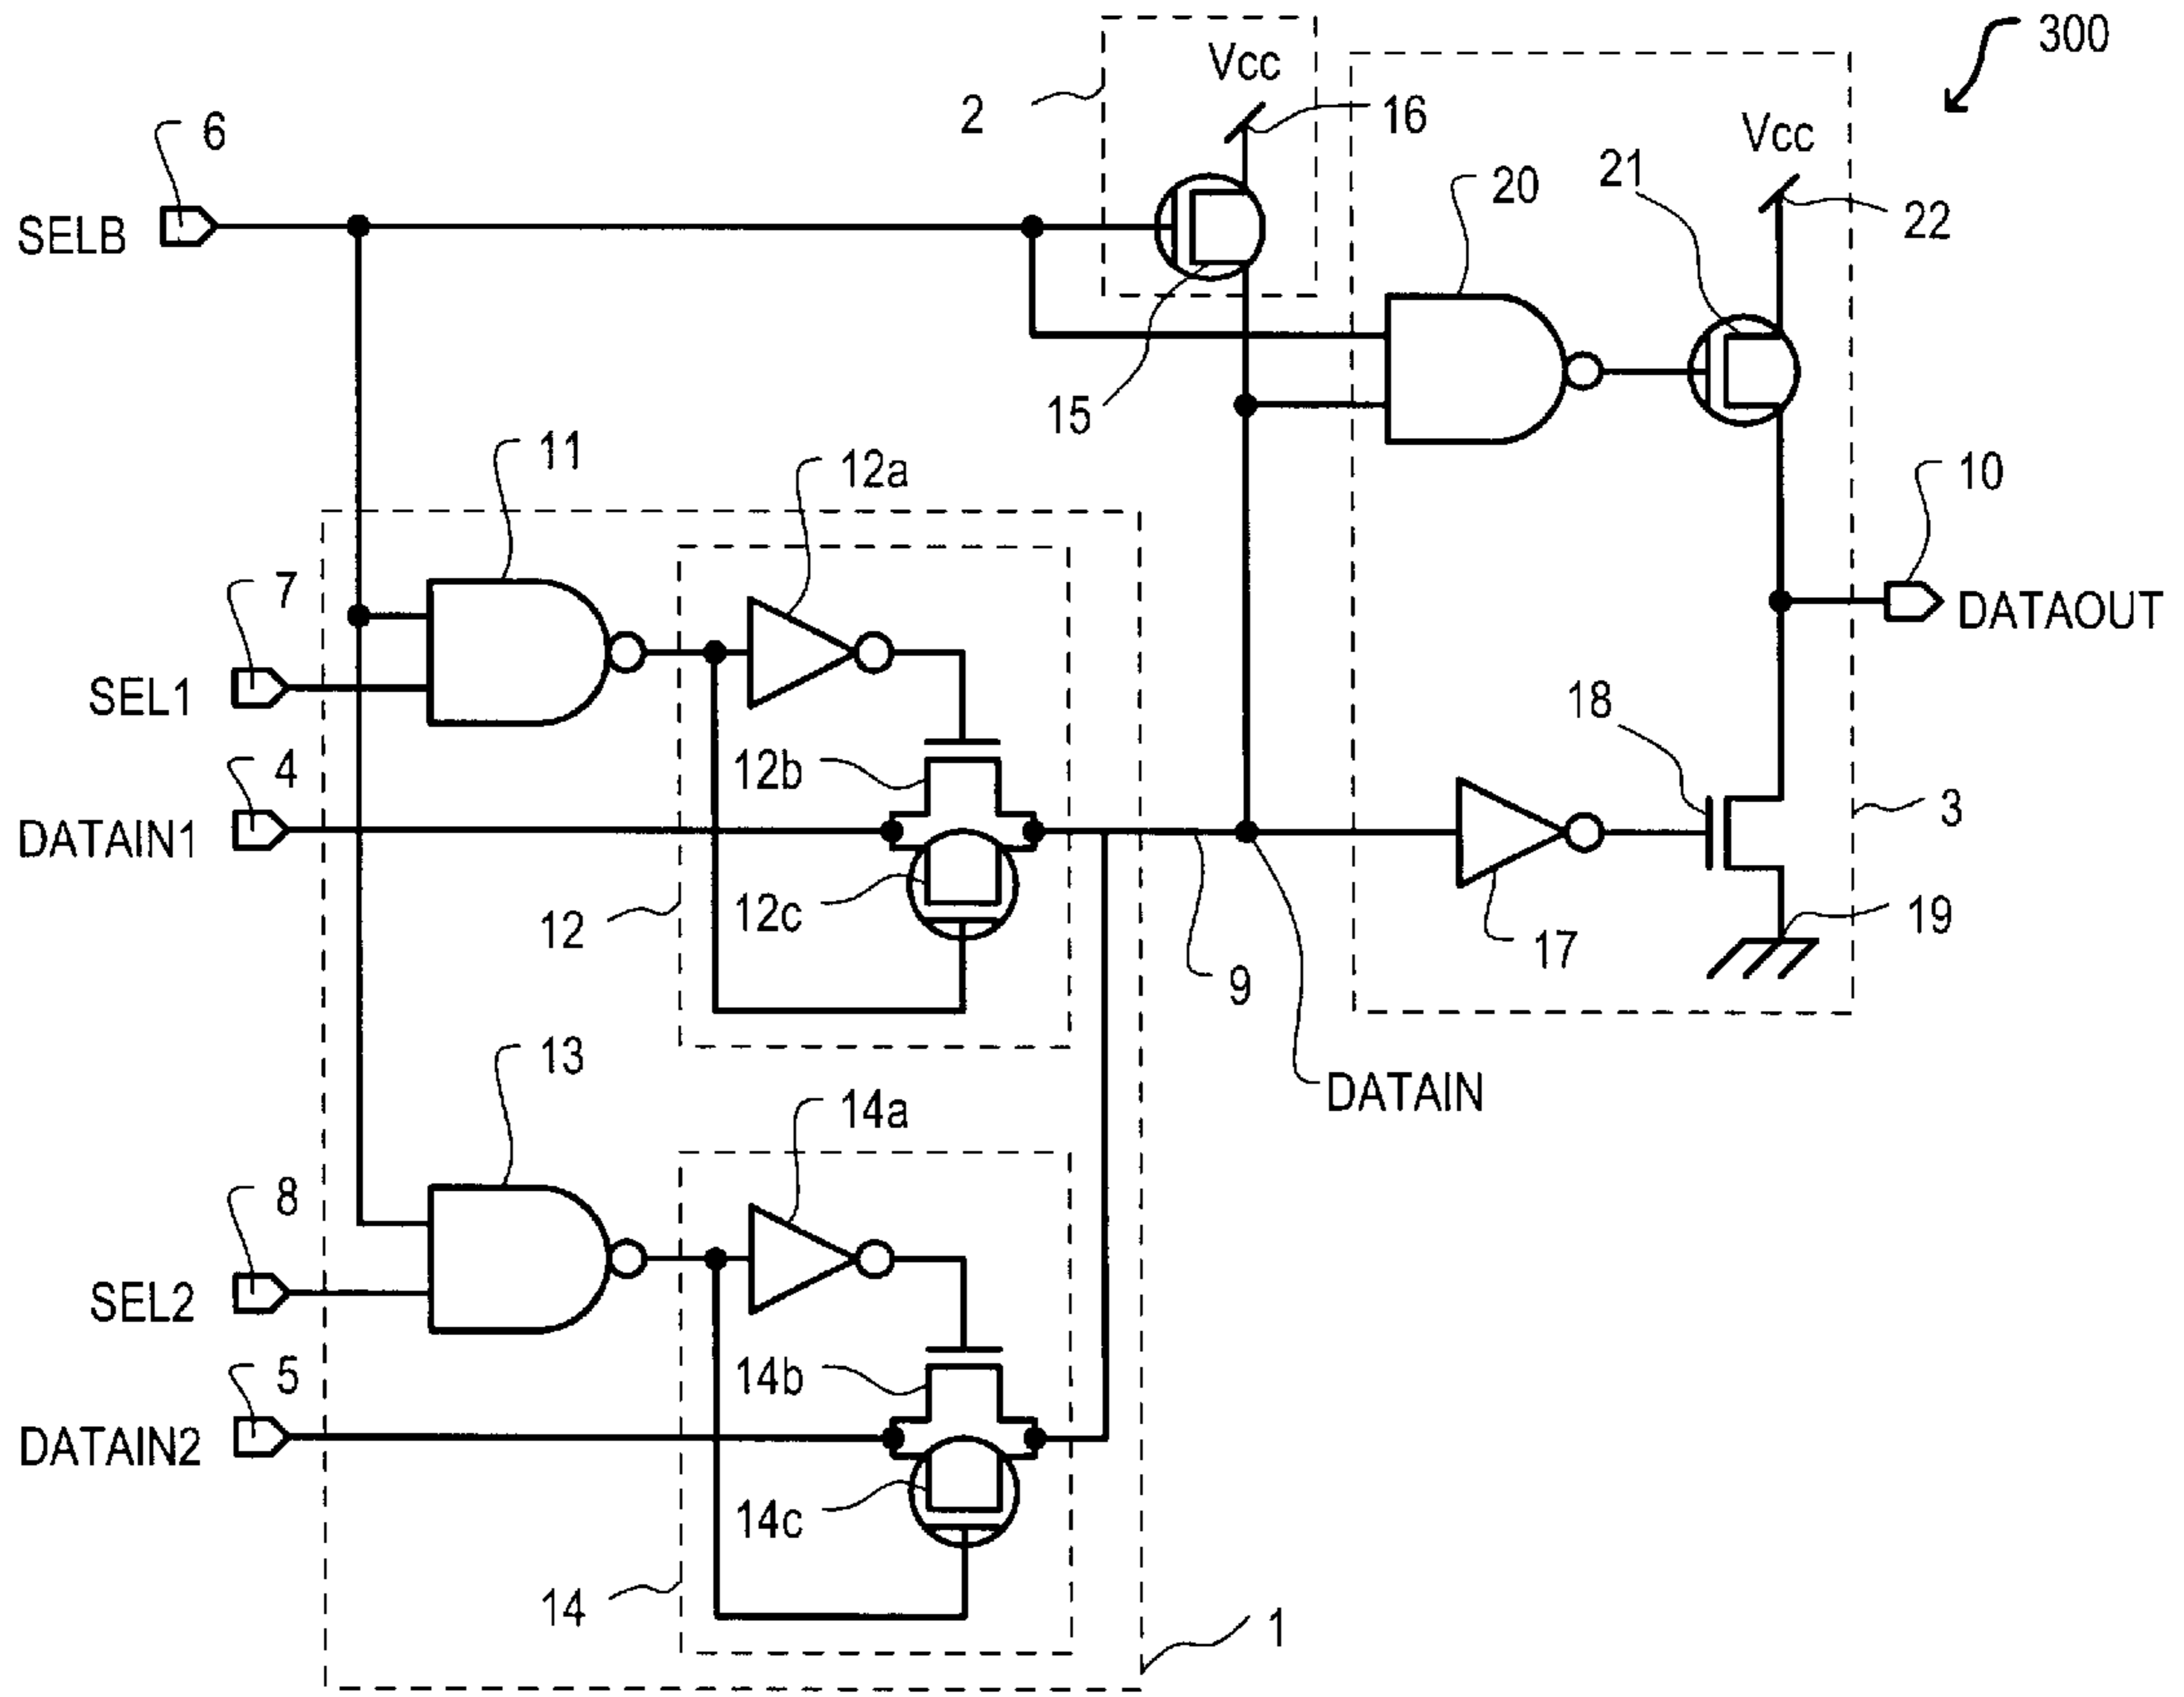 300
2
Vcc
16
Vcc
6
20
21
22
SELB
15
11
12a
10
7
DATAOUT
SEL1
18
4
12b
3
DATAIN1
12c
12
19
17
9
13
DATAIN
14a
8
SEL2
5
14b
DATAIN2
14c
14
1